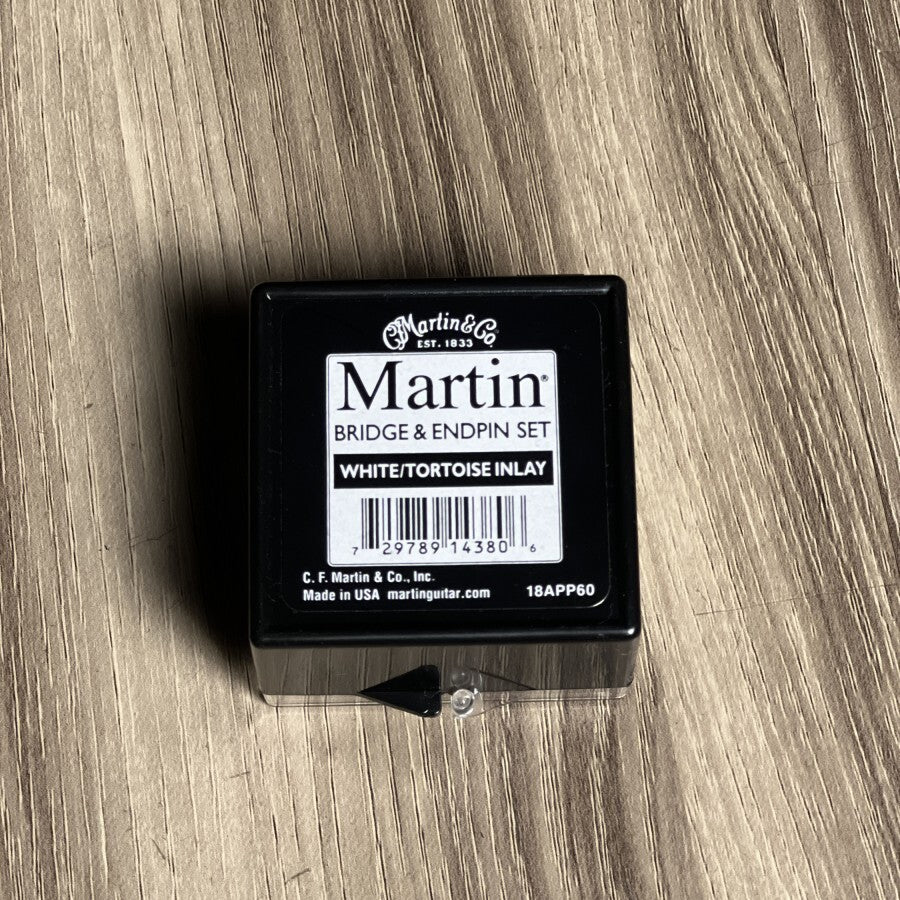 CFMartin & Co.
EST. 1833
Martin®
BRIDGE & ENDPIN SET
WHITE/TORTOISE INLAY
7 29789 14380 6
C. F. Martin & Co., Inc.
Made in USA martinguitar.com 18APP60